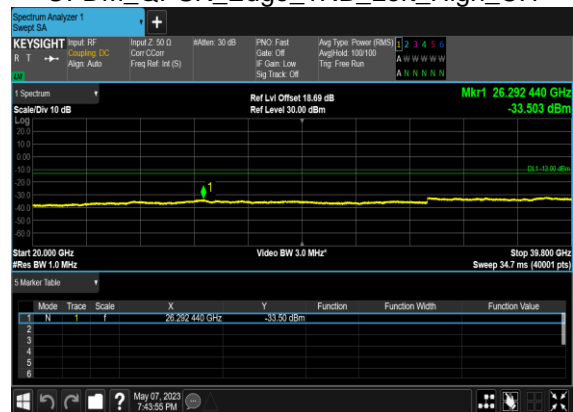 Spectrum Analyzer 1
Swept SA
+
KEYSIGHT Input: RF Input Z: 50 Ω #Atten: 30 dB PNO: Fast Avg Type: Power (RMS) 1 2 3 4 5 6
R T Coupling: DC Corr CCorr Gate: Off Avg|Hold: 100/100 A W W W W W
Align: Auto Freq Ref: Int (S) IF Gain: Low Trig: Free Run
LU Sig Track: Off A N N N N N
1 Spectrum Ref Lvl Offset 18.69 dB Mkr1 26.292 440 GHz
Scale/Div 10 dB Ref Level 30.00 dBm -33.503 dBm
Log
20.0
10.0
0.00
-10.0
DL1 -13.00 dBm
-20.0
1
-30.0
-40.0
-50.0
-60.0
Start 20.000 GHz Video BW 3.0 MHz* Stop 39.800 GHz
#Res BW 1.0 MHz Sweep 34.7 ms (40001 pts)
5 Marker Table
Mode Trace Scale X Y Function Function Width Function Value
1 N 1 f 26.292 440 GHz -33.50 dBm
2
3
4
5
6
? May 07, 2023
7:43:55 PM